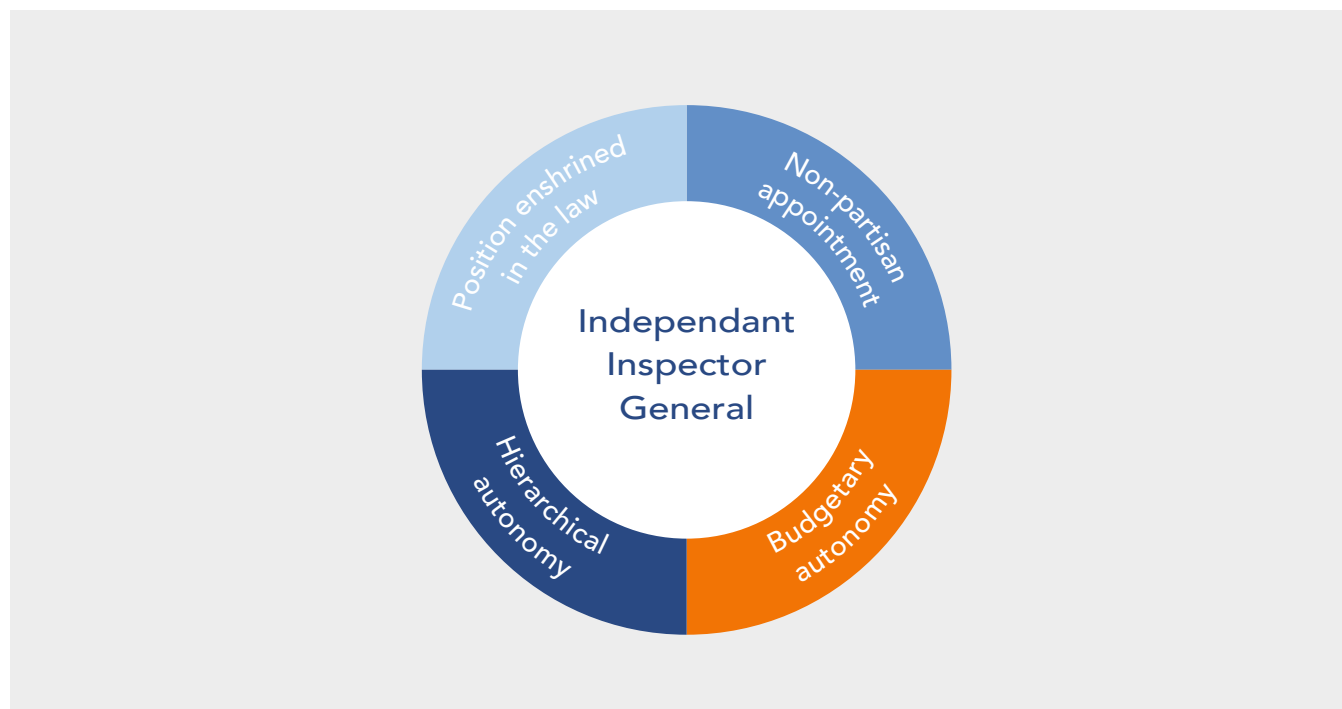 Position enshrined
in the law
Non-partisan
appointment
Independant
Inspector
General
Hierarchical
autonomy
Budgetary
autonomy